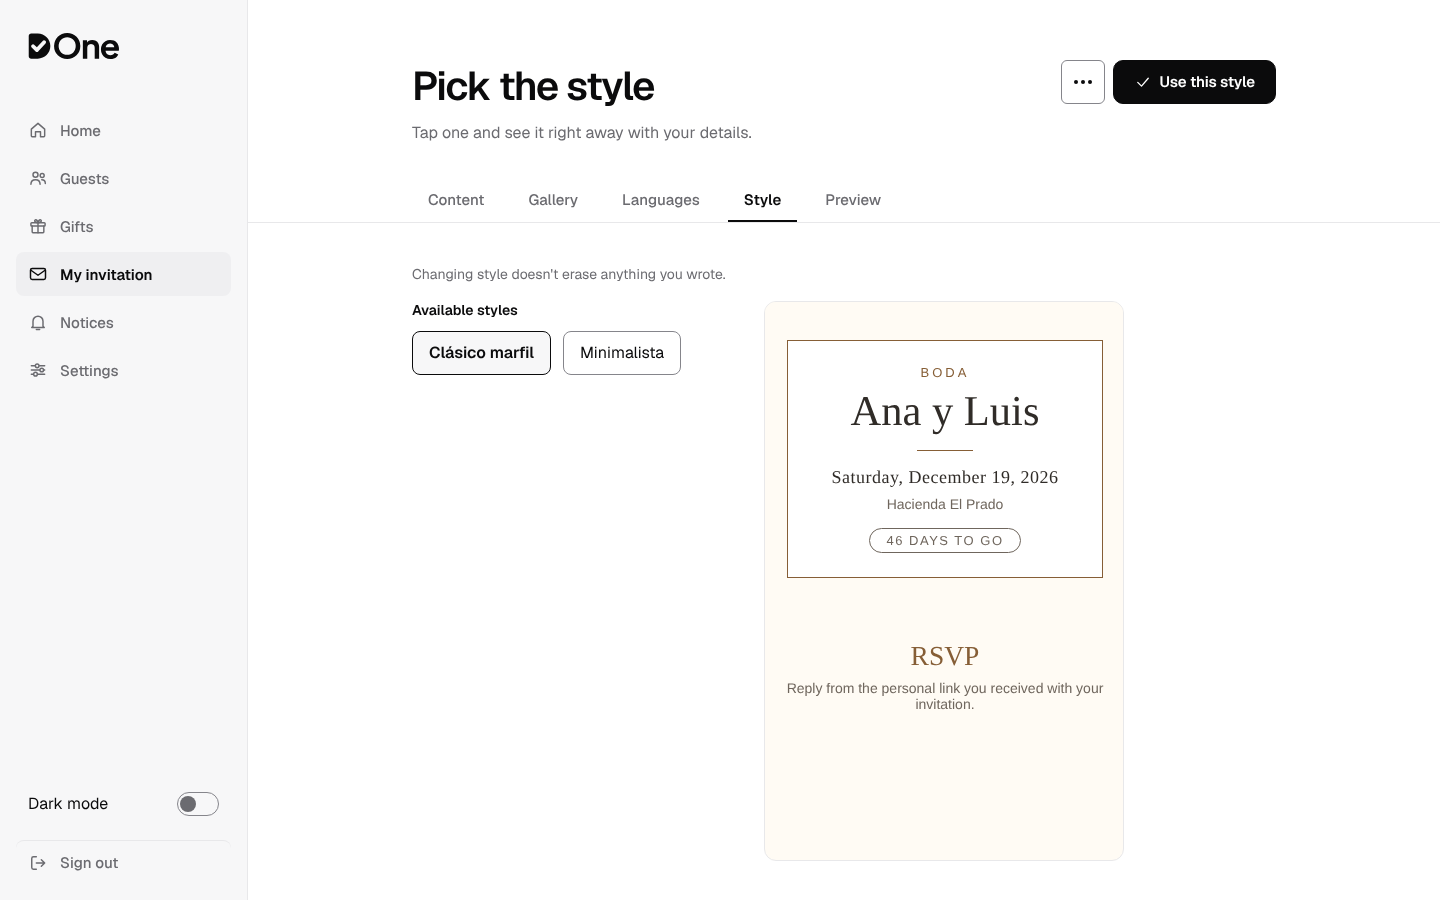 DOne
Home
Guests
Gifts
My invitation
Notices
Settings
Dark mode
Sign out
Pick the style
Tap one and see it right away with your details.
Use this style
Content
Gallery
Languages
Style
Preview
Changing style doesn't erase anything you wrote.
Available styles
Clásico marfil
Minimalista
BODA
Ana y Luis
Saturday, December 19, 2026
Hacienda El Prado
46 DAYS TO GO
RSVP
Reply from the personal link you received with your
invitation.